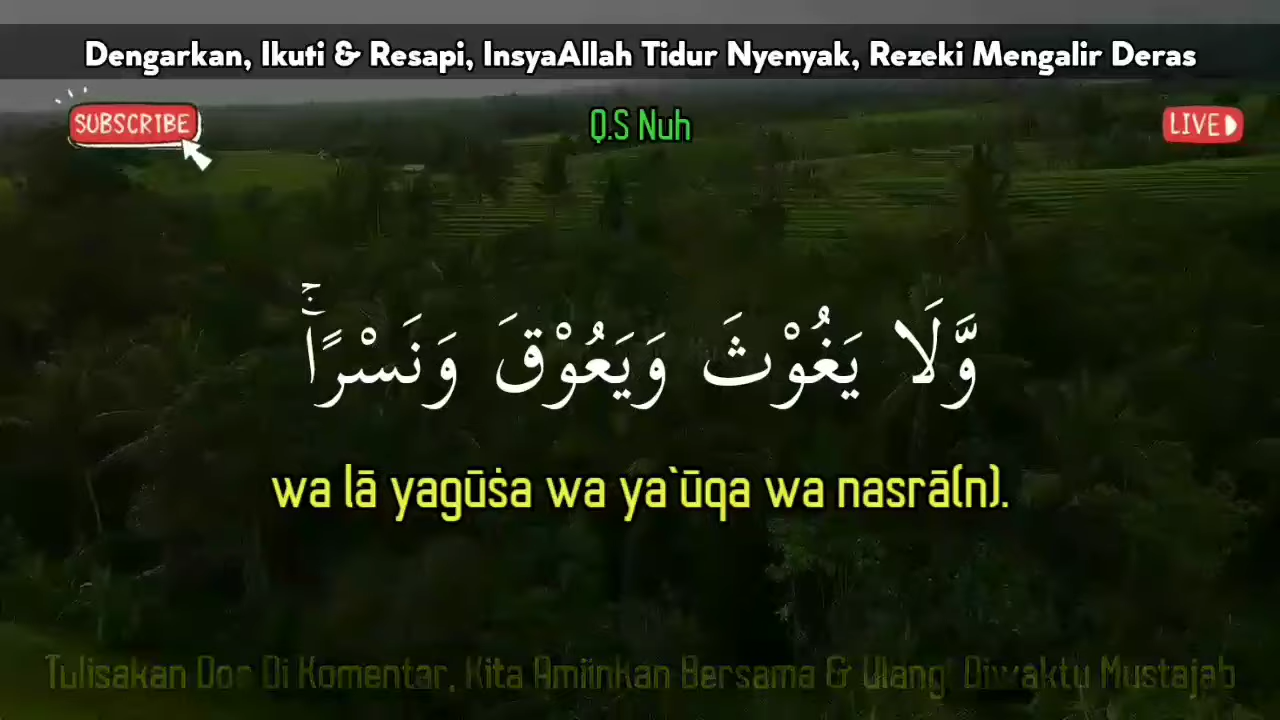 Dengarkan, Ikuti & Resapi, InsyaAllah Tidur Nyenyak, Rezeki Mengalir Deras
SUBSCRIBE
Q.S Nuh
LIVE
وَّلَا يَغُوْثَ وَيَعُوْقَ وَنَسْرًاۚ
wa lā yagūṡa wa ya`ūqa wa nasrā(n).
Tulisakan Doa Di Komentar, Kita Amiinkan Bersama & Ulangi Diwaktu Mustajab